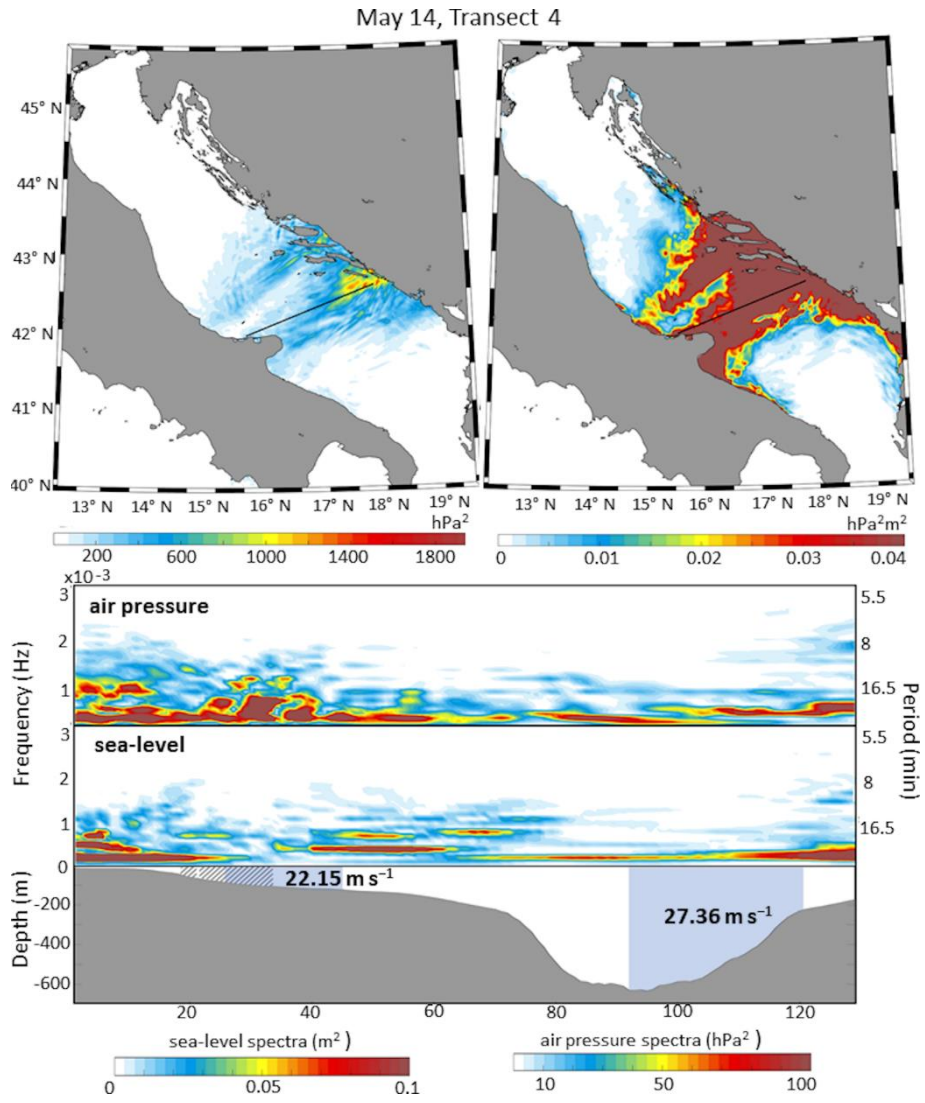 May 14, Transect 4
45° N
44° N
43° N
42° N
41° N
40° N
13° N 14° N 15° N 16° N 17° N 18° N 19° N
13° N 14° N 15° N 16° N 17° N 18° N 19° N
hPa²
200 600 1000 1400 1800
hPa²m²
0 0.01 0.02 0.03 0.04
x10⁻³
3
2
1
air pressure
5.5
8
16.5
Frequency (Hz)
Period (min)
sea-level
3
2
1
0
5.5
8
16.5
Depth (m)
0
-200
-400
-600
22.15 m s⁻¹
27.36 m s⁻¹
20 40 60 80 100 120
sea-level spectra (m²)
0 0.05 0.1
air pressure spectra (hPa²)
10 50 100